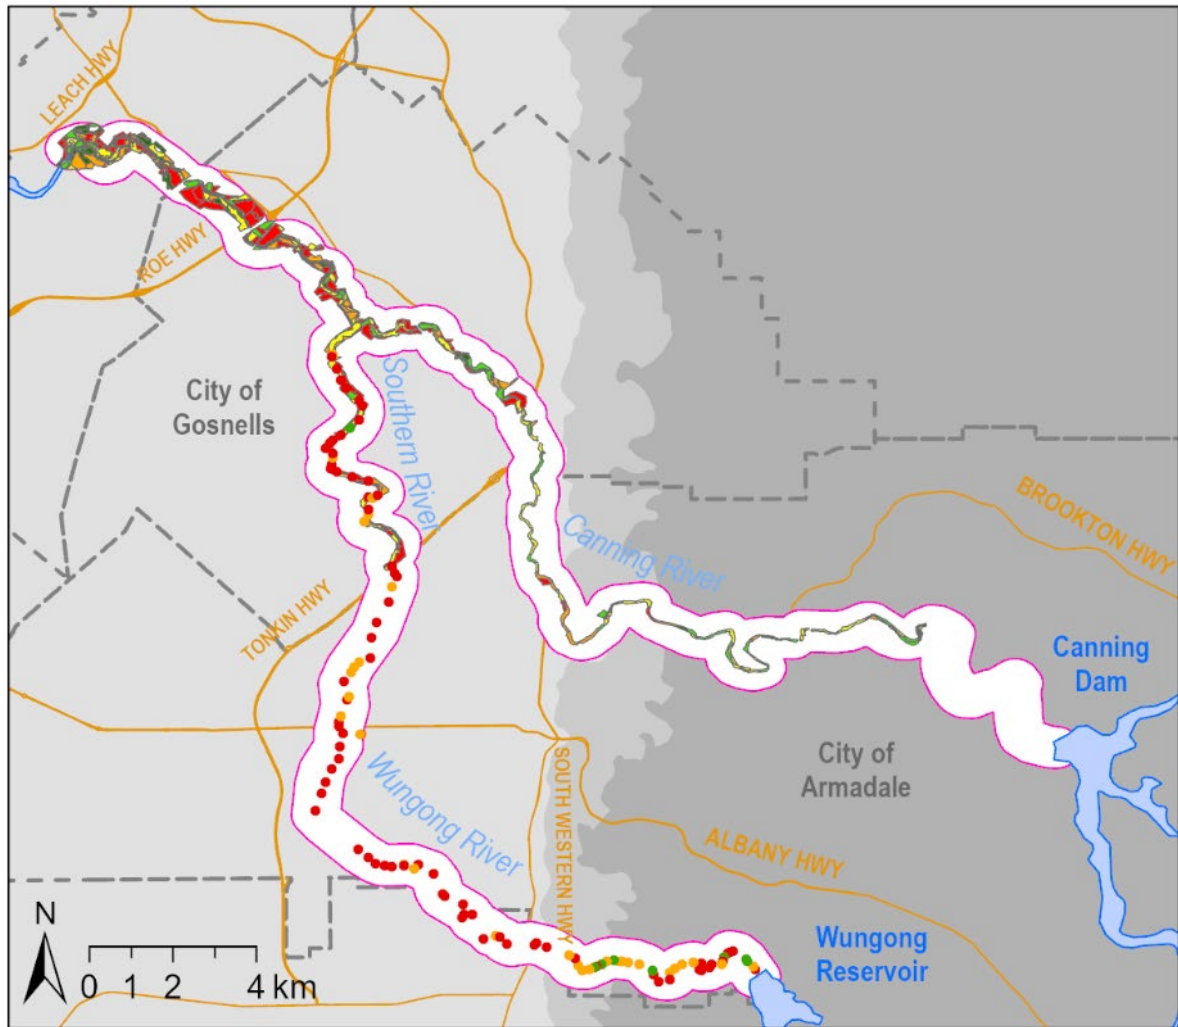 LEACH HWY
ROE HWY
City of
Gosnells
Southern River
Canning River
BROOKTON HWY
TONKIN HWY
Canning
Dam
City of
Armadale
Wungong River
SOUTH WESTERN HWY
ALBANY HWY
Wungong
Reservoir
N
0 1 2 4 km